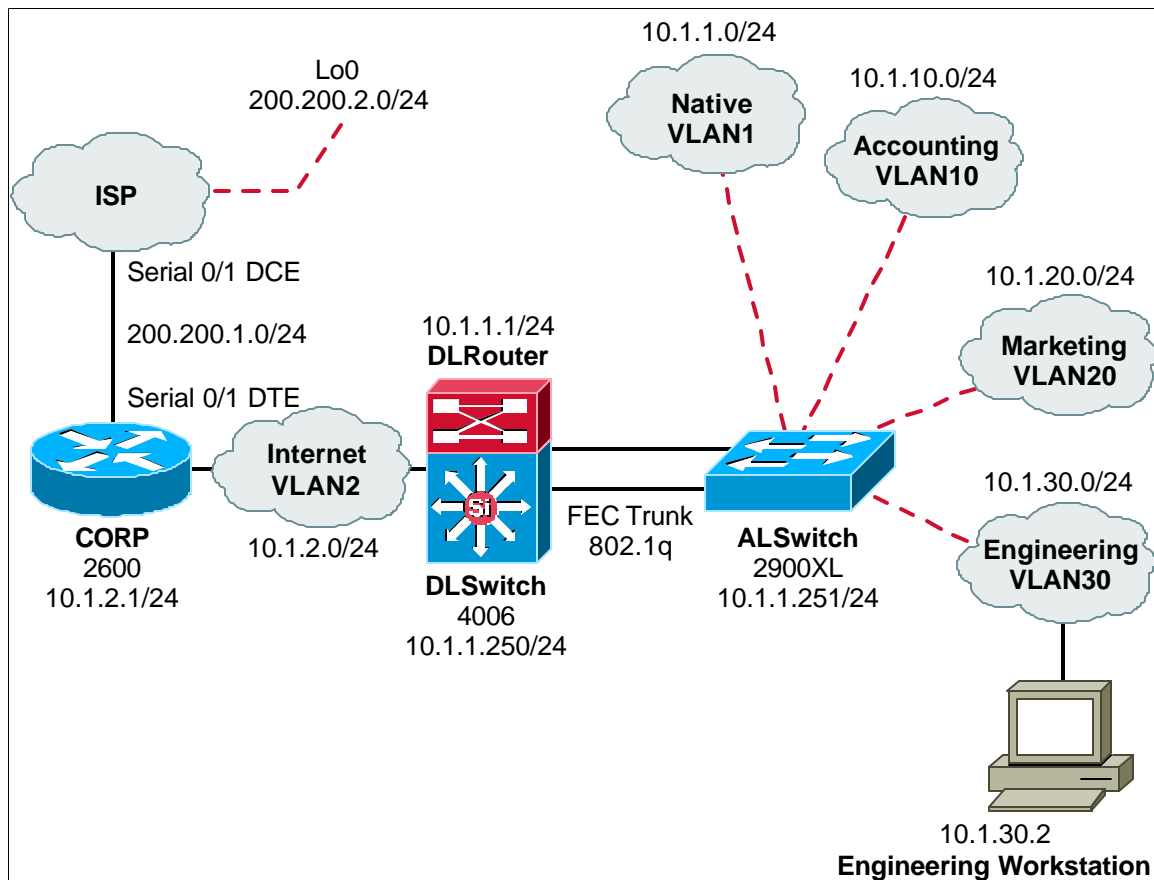 10.1.1.0/24
Lo0
200.200.2.0/24
10.1.10.0/24
Native
VLAN1
Accounting
VLAN10
ISP
Serial 0/1 DCE
10.1.20.0/24
200.200.1.0/24
10.1.1.1/24
DLRouter
Marketing
VLAN20
Serial 0/1 DTE
Internet
VLAN2
10.1.30.0/24
Si
FEC Trunk
802.1q
CORP
2600
10.1.2.1/24
10.1.2.0/24
DLSwitch
4006
10.1.1.250/24
ALSwitch
2900XL
10.1.1.251/24
Engineering
VLAN30
10.1.30.2
Engineering Workstation